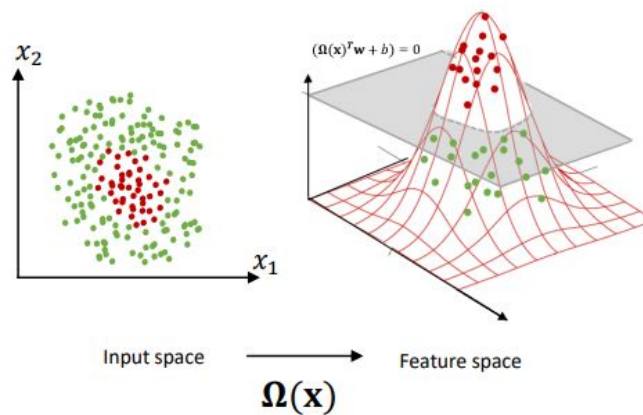 x₂
x₁
(Ω(x)ᵀw + b) = 0
Input space
Feature space
Ω(x)